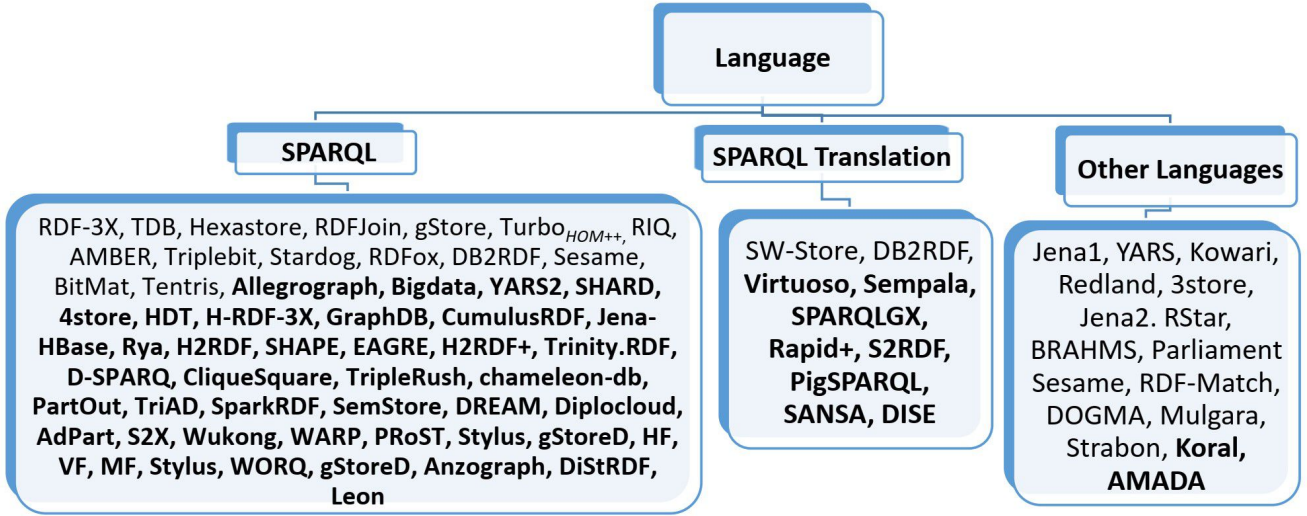 Language
SPARQL
RDF-3X, TDB, Hexastore, RDFJoin, gStore, Turbo HOM++, RIQ,
AMBER, Triplebit, Stardog, RDFox, DB2RDF, Sesame,
BitMat, Tentris, Allegrograph, Bigdata, YARS2, SHARD,
4store, HDT, H-RDF-3X, GraphDB, CumulusRDF, Jena-
HBase, Rya, H2RDF, SHAPE, EAGRE, H2RDF+, Trinity.RDF,
D-SPARQ, CliqueSquare, TripleRush, chameleon-db,
PartOut, TriAD, SparkRDF, SemStore, DREAM, Diplocloud,
AdPart, S2X, Wukong, WARP, PRoST, Stylus, gStoreD, HF,
VF, MF, Stylus, WORQ, gStoreD, Anzograph, DiStRDF,
Leon
SPARQL Translation
SW-Store, DB2RDF,
Virtuoso, Sempala,
SPARQLGX,
Rapid+, S2RDF,
PigSPARQL,
SANSA, DISE
Other Languages
Jena1, YARS, Kowari,
Redland, 3store,
Jena2. RStar,
BRAHMS, Parliament
Sesame, RDF-Match,
DOGMA, Mulgara,
Strabon, Koral,
AMADA